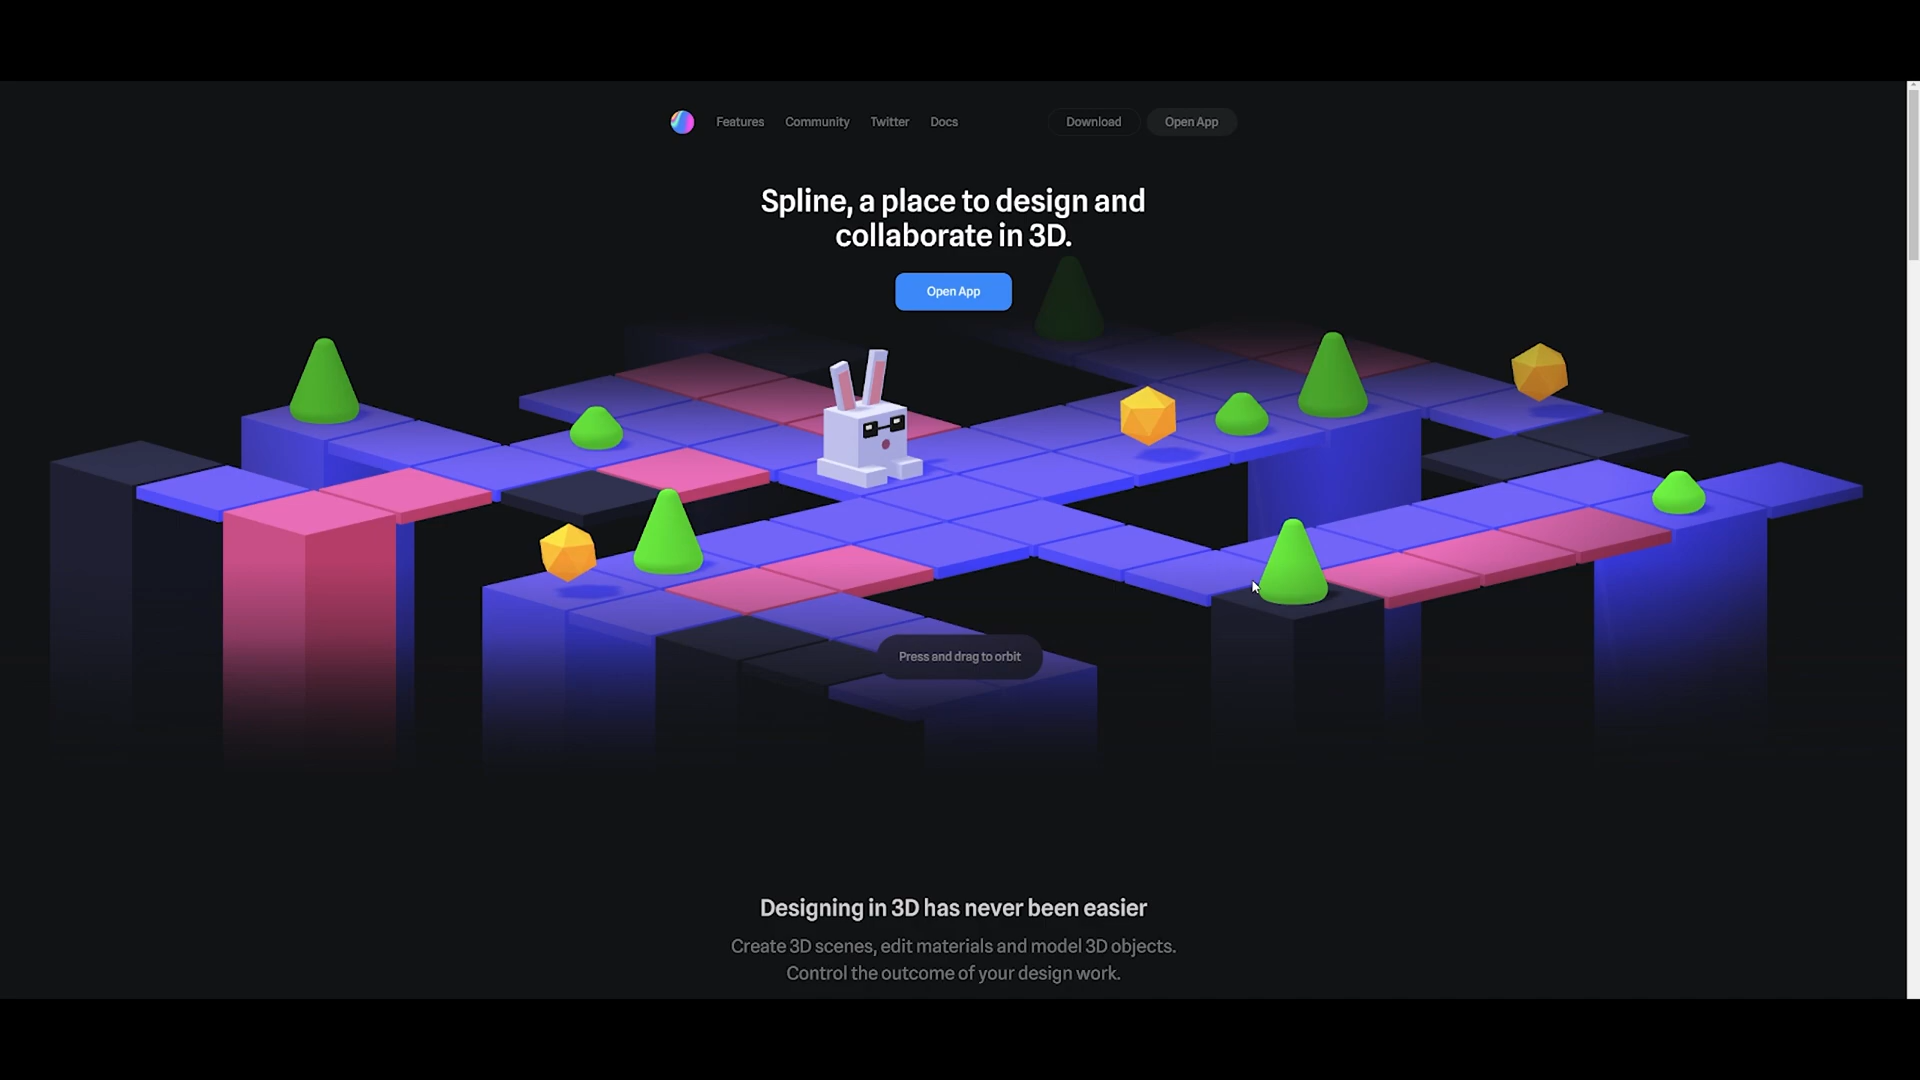 Features Community Twitter Docs Download Open App
Spline, a place to design and
collaborate in 3D.
Open App
Press and drag to orbit
Designing in 3D has never been easier
Create 3D scenes, edit materials and model 3D objects.
Control the outcome of your design work.